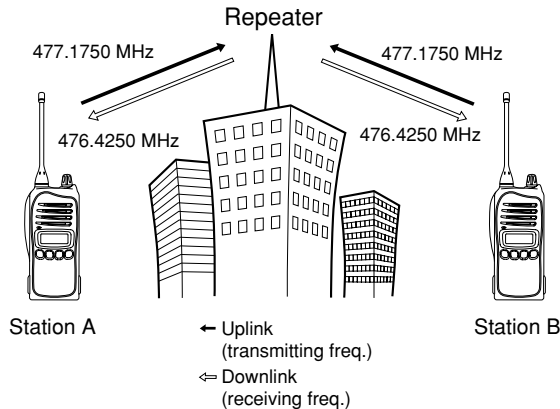 Repeater
477.1750 MHz
477.1750 MHz
476.4250 MHz
476.4250 MHz
Station A
Station B
Uplink
(transmitting freq.)
Downlink
(receiving freq.)